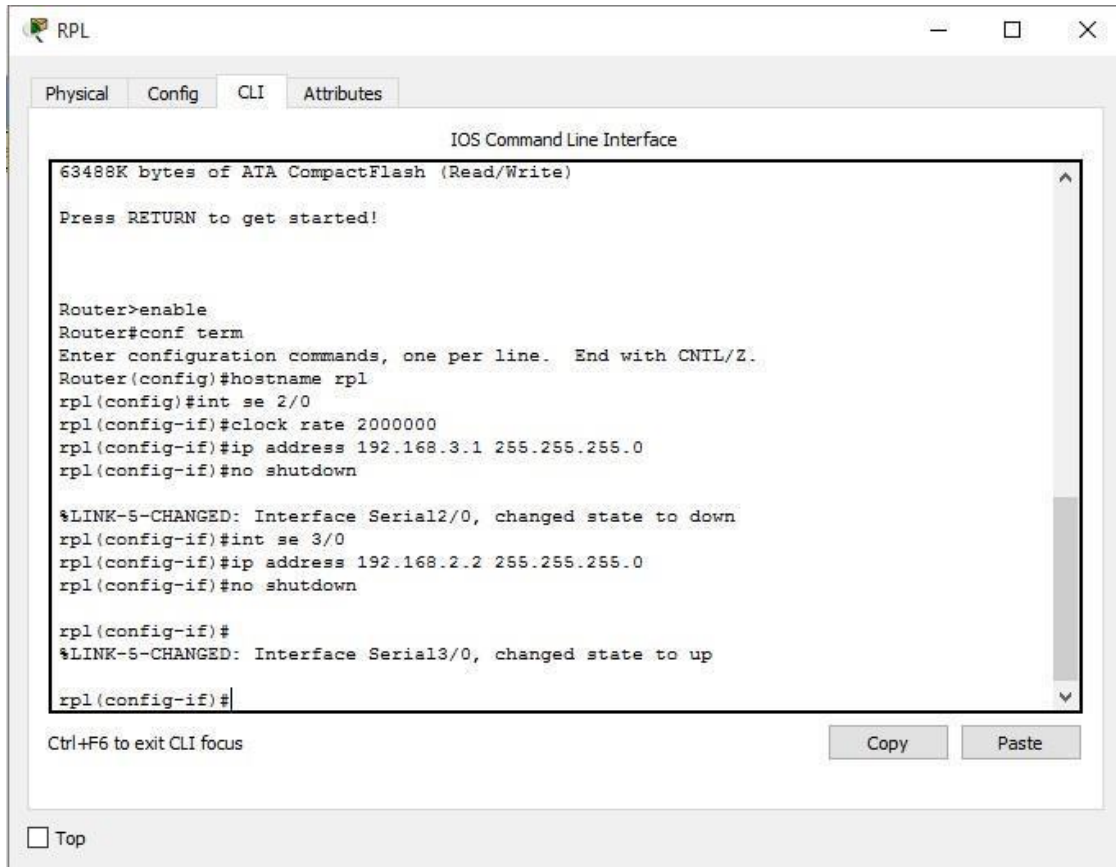 RPL
Physical Config CLI Attributes
IOS Command Line Interface
63488K bytes of ATA CompactFlash (Read/Write)
Press RETURN to get started!
Router>enable
Router#conf term
Enter configuration commands, one per line.  End with CNTL/Z.
Router(config)#hostname rpl
rpl(config)#int se 2/0
rpl(config-if)#clock rate 2000000
rpl(config-if)#ip address 192.168.3.1 255.255.255.0
rpl(config-if)#no shutdown
%LINK-5-CHANGED: Interface Serial2/0, changed state to down
rpl(config-if)#int se 3/0
rpl(config-if)#ip address 192.168.2.2 255.255.255.0
rpl(config-if)#no shutdown
rpl(config-if)#
%LINK-5-CHANGED: Interface Serial3/0, changed state to up
rpl(config-if)#
Ctrl+F6 to exit CLI focus Copy Paste
Top